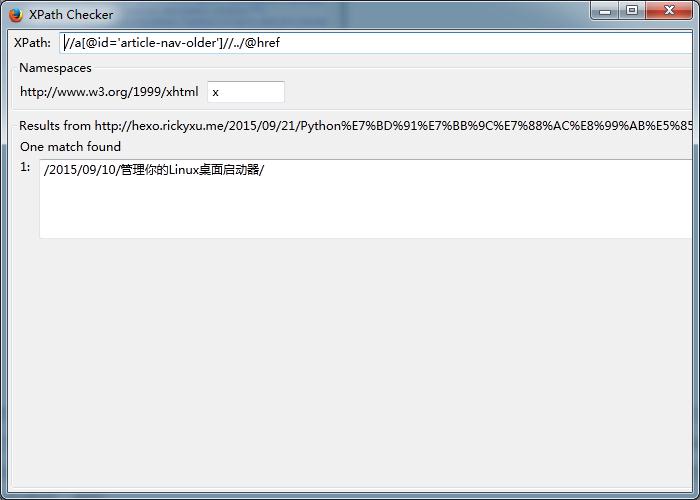 XPath Checker
XPath: //a[@id='article-nav-older']//../@href
Namespaces
http://www.w3.org/1999/xhtml x
Results from http://hexo.rickyxu.me/2015/09/21/Python%E7%BD%91%E7%BB%9C%E7%88%AC%E8%99%AB%E5%85
One match found
1: /2015/09/10/管理你的Linux桌面启动器/